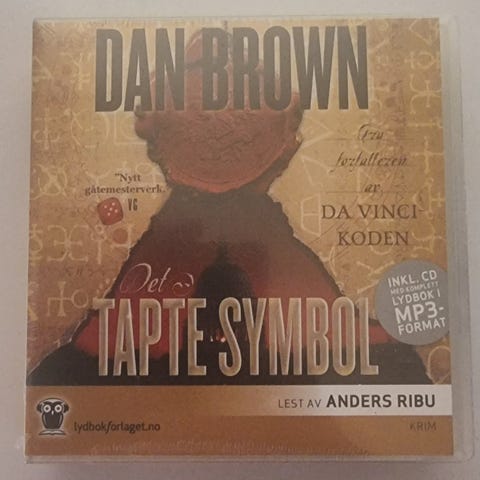 DAN BROWN
"Nytt
gåtemesterverk."
VG
Fra
forfatteren
av
DA VINCI-
KODEN
Det
TAPTE SYMBOL
INKL. CD
MED KOMPLETT
LYDBOK I
MP3-
FORMAT
LEST AV ANDERS RIBU
lydbokforlaget.no
KRIM